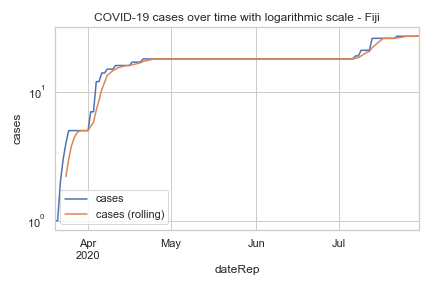 COVID-19 cases over time with logarithmic scale - Fiji
cases
10¹
10⁰
cases
cases (rolling)
Apr
2020
May
Jun
Jul
dateRep